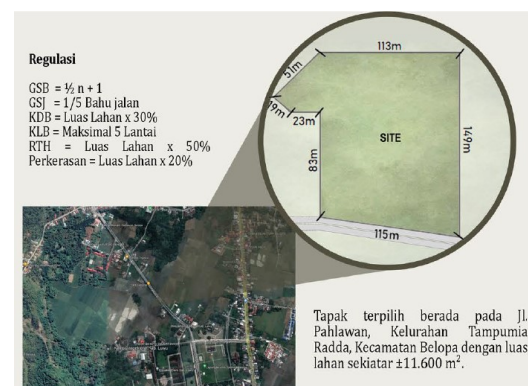 Regulasi
GSB = ½ n + 1
GSJ = 1/5 Bahu jalan
KDB = Luas Lahan x 30%
KLB = Maksimal 5 Lantai
RTH = Luas Lahan x 50%
Perkerasan = Luas Lahan x 20%
113m
51m
19m
23m
SITE
149m
83m
115m
Tapak terpilih berada pada Jl.
Pahlawan, Kelurahan Tampumia
Radda, Kecamatan Belopa dengan luas
lahan sekiatar ±11.600 m².